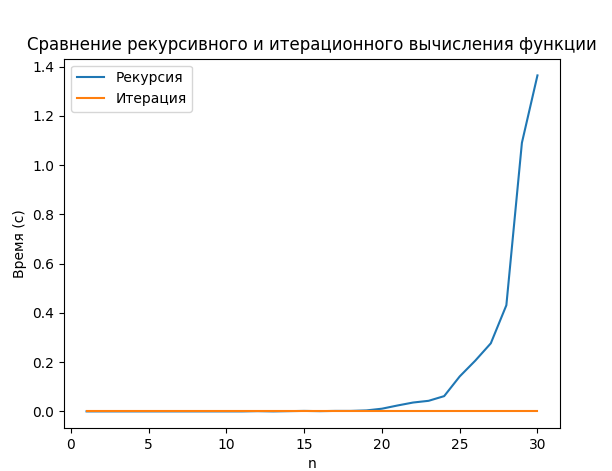 Сравнение рекурсивного и итерационного вычисления функции
Рекурсия
Итерация
Время (с)
1.4
1.2
1.0
0.8
0.6
0.4
0.2
0.0
0 5 10 15 20 25 30
n